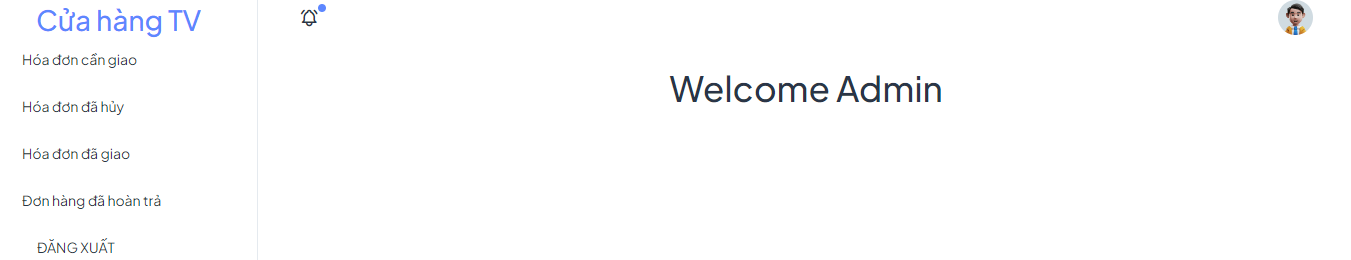 Cửa hàng TV
Hóa đơn cần giao
Hóa đơn đã hủy
Hóa đơn đã giao
Đơn hàng đã hoàn trả
ĐĂNG XUẤT
Welcome Admin